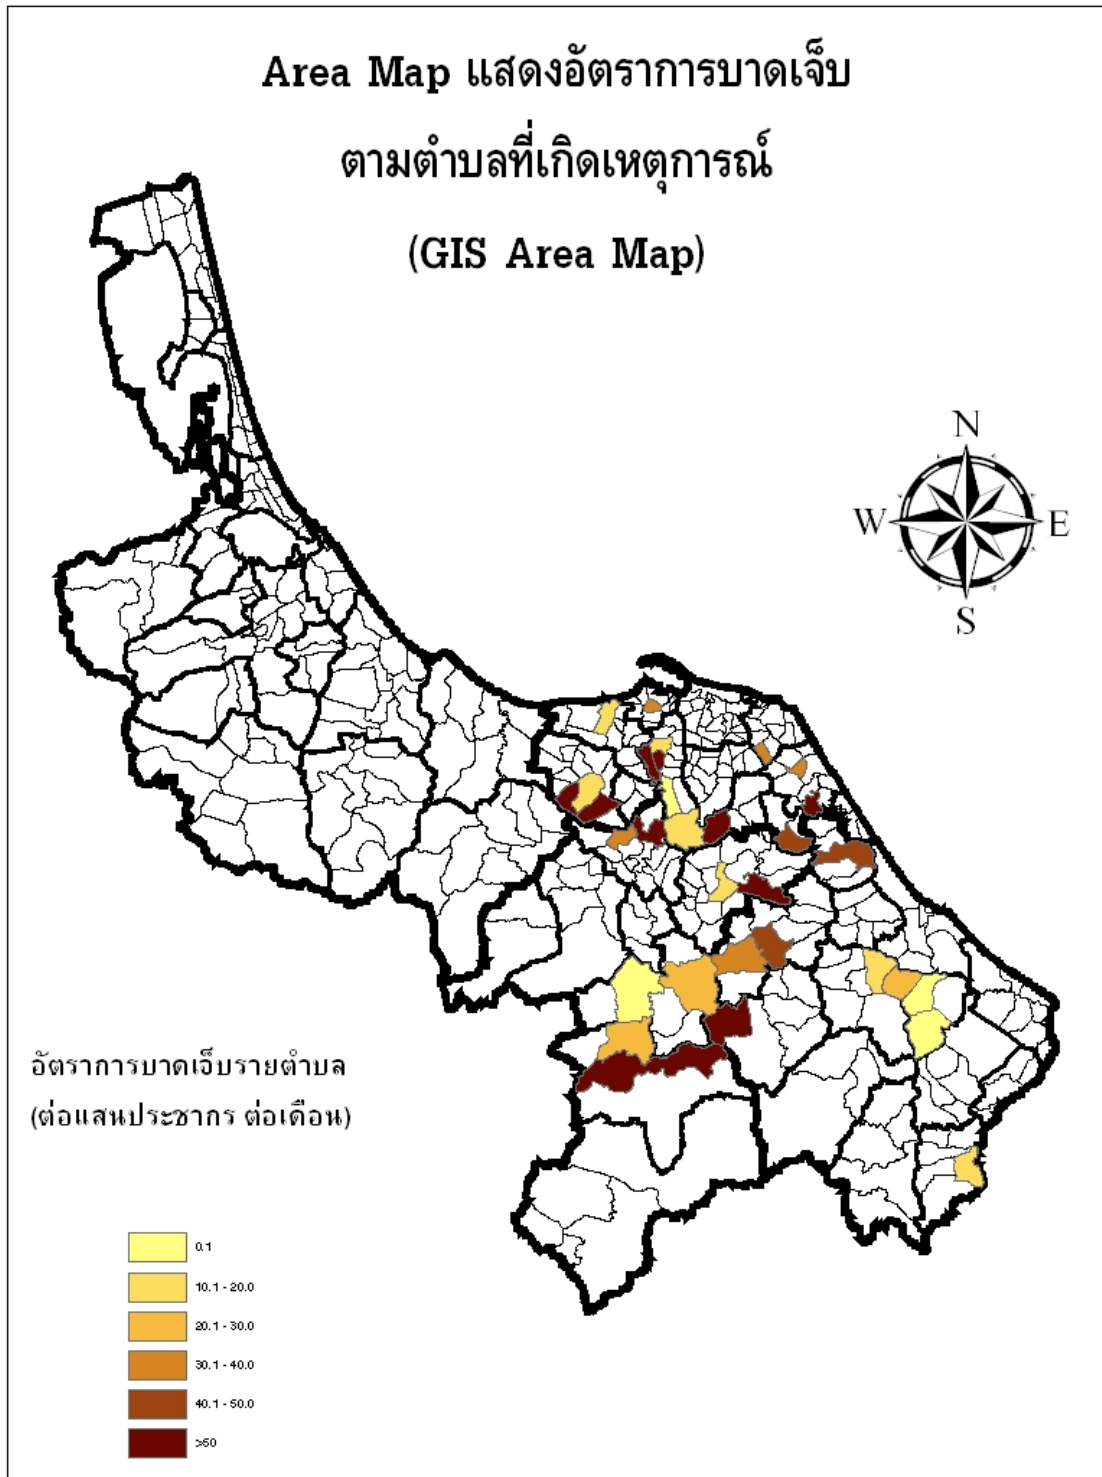 Area Map แสดงอัตราการบาดเจ็บ
ตามตำบลที่เกิดเหตุการณ์
(GIS Area Map)
N
W
E
S
อัตราการบาดเจ็บรายตำบล
(ต่อแสนประชากร ต่อเดือน)
0.1
10.1 - 20.0
20.1 - 30.0
30.1 - 40.0
40.1 - 50.0
>50